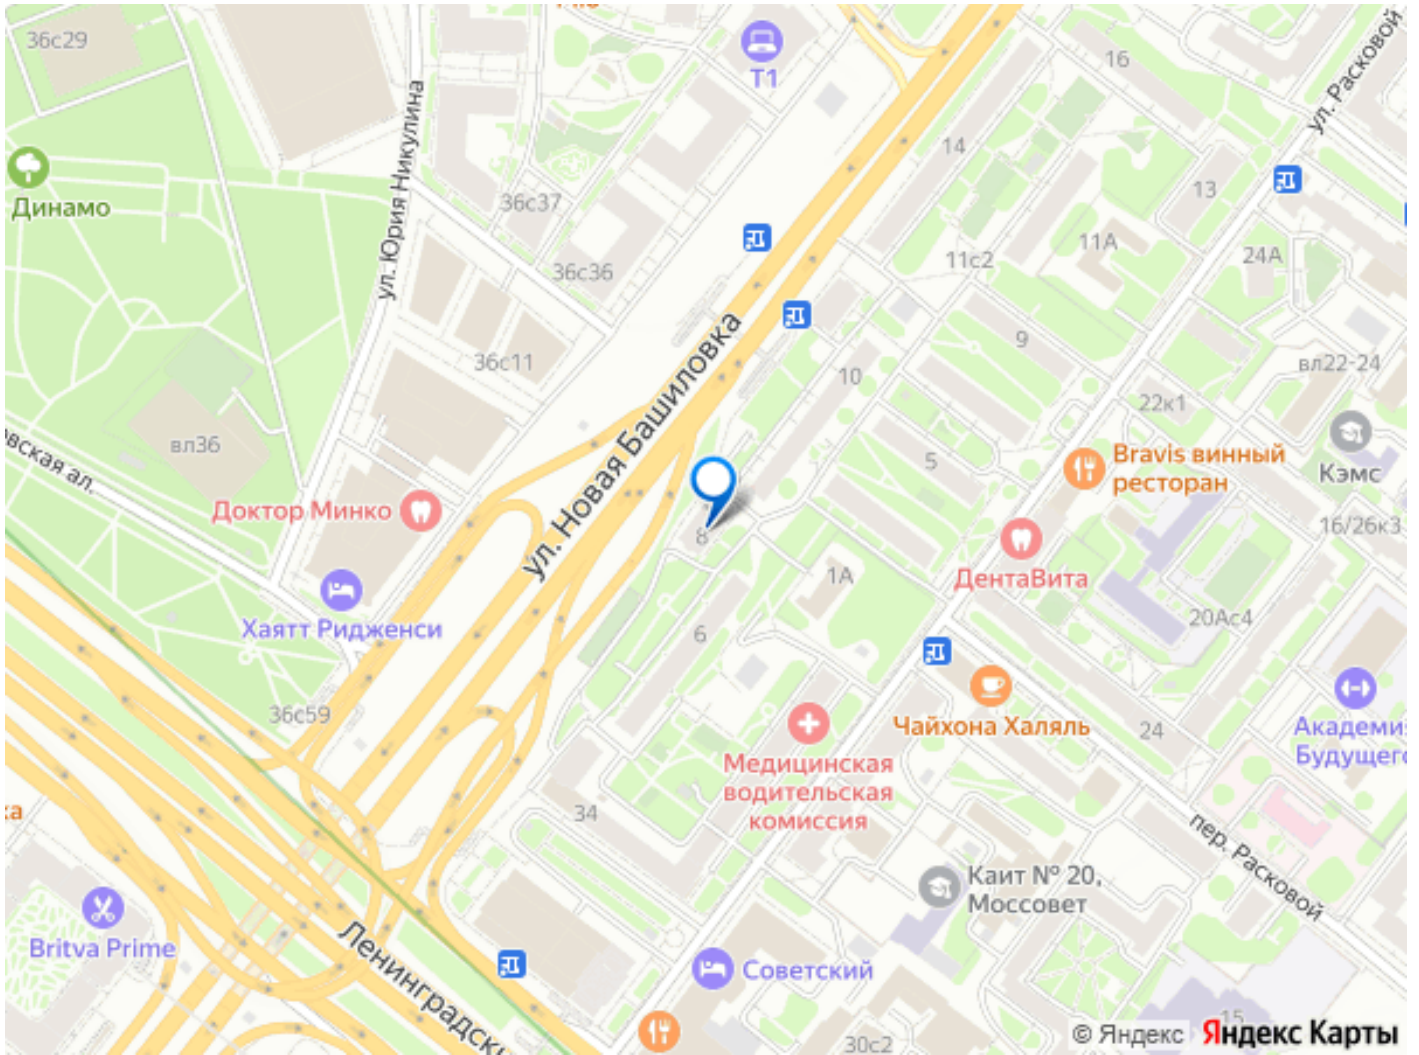 36с29
Т1
16
ул. Расковой
ул. Юрия Никулина
14
Динамо
36с37
13
11А
24А
11с2
36с36
ул. Новая Башиловка
9
36с11
10
вл22-24
22к1
вл36
Bravis винный
ресторан
5
Кэмс
Доктор Минко
16/26к3
8
1А
ДентаВита
20Ас4
Хаятт Ридженси
6
36с59
Чайхона Халяль
24
Медицинская
водительская
комиссия
34
пер. Расковой
Каит № 20,
Моссовет
Britva Prime
Советский
15
30с2
© Яндекс
Яндекс Карты